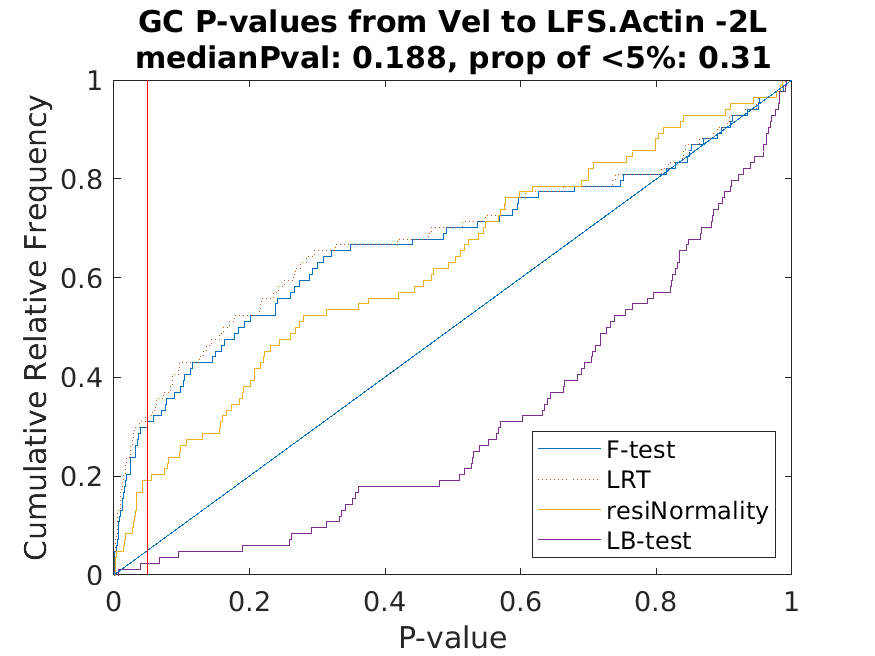 GC P-values from Vel to LFS.Actin -2L
medianPval: 0.188, prop of <5%: 0.31
Cumulative Relative Frequency
1
0.8
0.6
0.4
0.2
0
F-test
LRT
resiNormality
LB-test
0 0.2 0.4 0.6 0.8 1
P-value